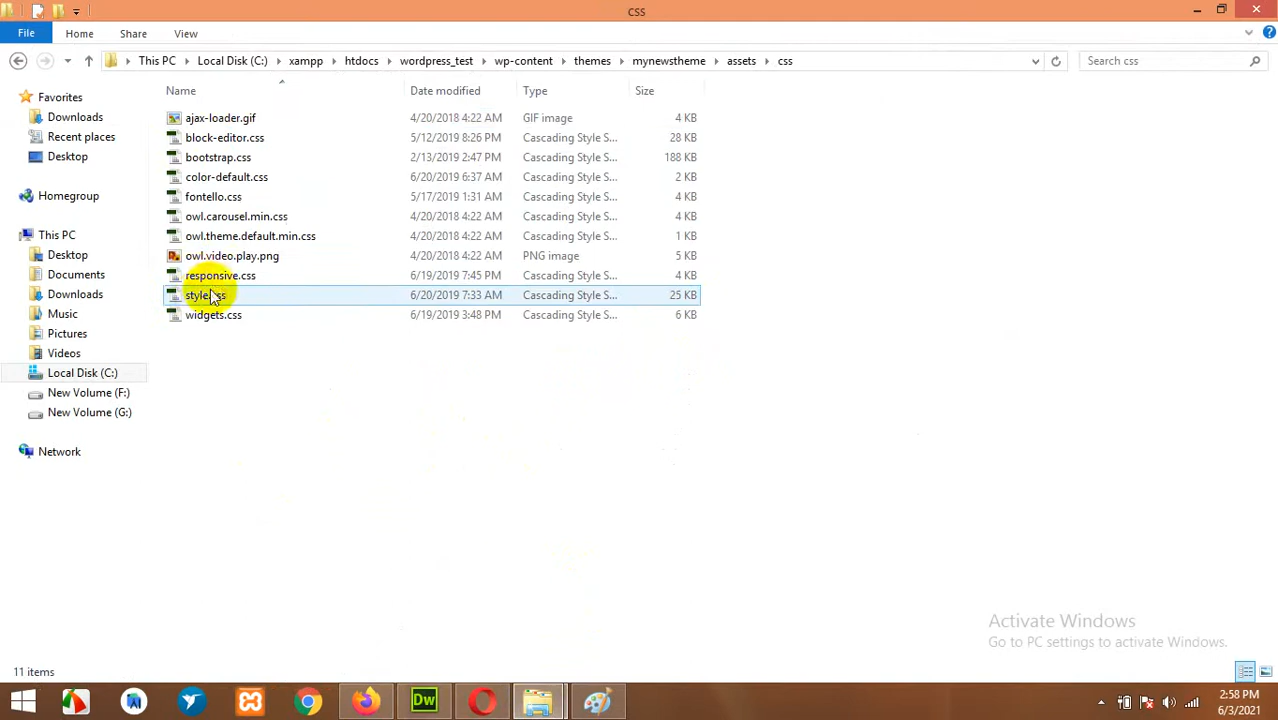 css
File Home Share View
This PC Local Disk (C:) xampp htdocs wordpress_test wp-content themes mynewstheme assets css Search css
Name Date modified Type Size
Favorites
Downloads
Recent places
Desktop
Homegroup
This PC
Desktop
Documents
Downloads
Music
Pictures
Videos
Local Disk (C:)
New Volume (F:)
New Volume (G:)
Network
ajax-loader.gif 4/20/2018 4:22 AM GIF image 4 KB
block-editor.css 5/12/2019 8:26 PM Cascading Style S... 28 KB
bootstrap.css 2/13/2019 2:47 PM Cascading Style S... 188 KB
color-default.css 6/20/2019 6:37 AM Cascading Style S... 2 KB
fontello.css 5/17/2019 1:31 AM Cascading Style S... 4 KB
owl.carousel.min.css 4/20/2018 4:22 AM Cascading Style S... 4 KB
owl.theme.default.min.css 4/20/2018 4:22 AM Cascading Style S... 1 KB
owl.video.play.png 4/20/2018 4:22 AM PNG image 5 KB
responsive.css 6/19/2019 7:45 PM Cascading Style S... 4 KB
style.css 6/20/2019 7:33 AM Cascading Style S... 25 KB
widgets.css 6/19/2019 3:48 PM Cascading Style S... 6 KB
Activate Windows
Go to PC settings to activate Windows.
11 items
Dw
2:58 PM
6/3/2021